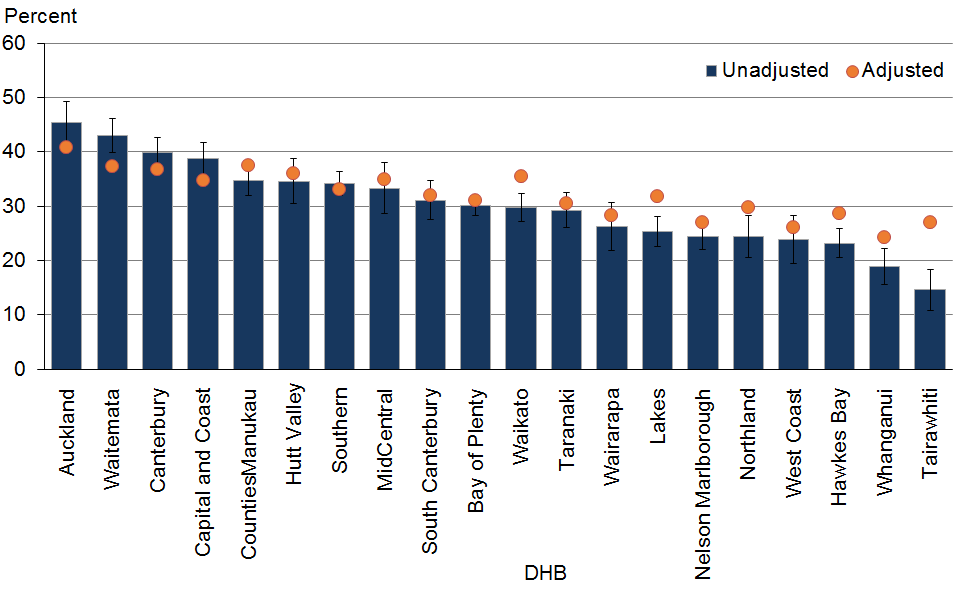 Percent
60
50
40
30
20
10
0
Unadjusted
Adjusted
Auckland
Waitemata
Canterbury
Capital and Coast
CountiesManukau
Hutt Valley
Southern
MidCentral
South Canterbury
Bay of Plenty
Waikato
Taranaki
Wairarapa
Lakes
Nelson Marlborough
Northland
West Coast
Hawkes Bay
Whanganui
Tairawhiti
DHB